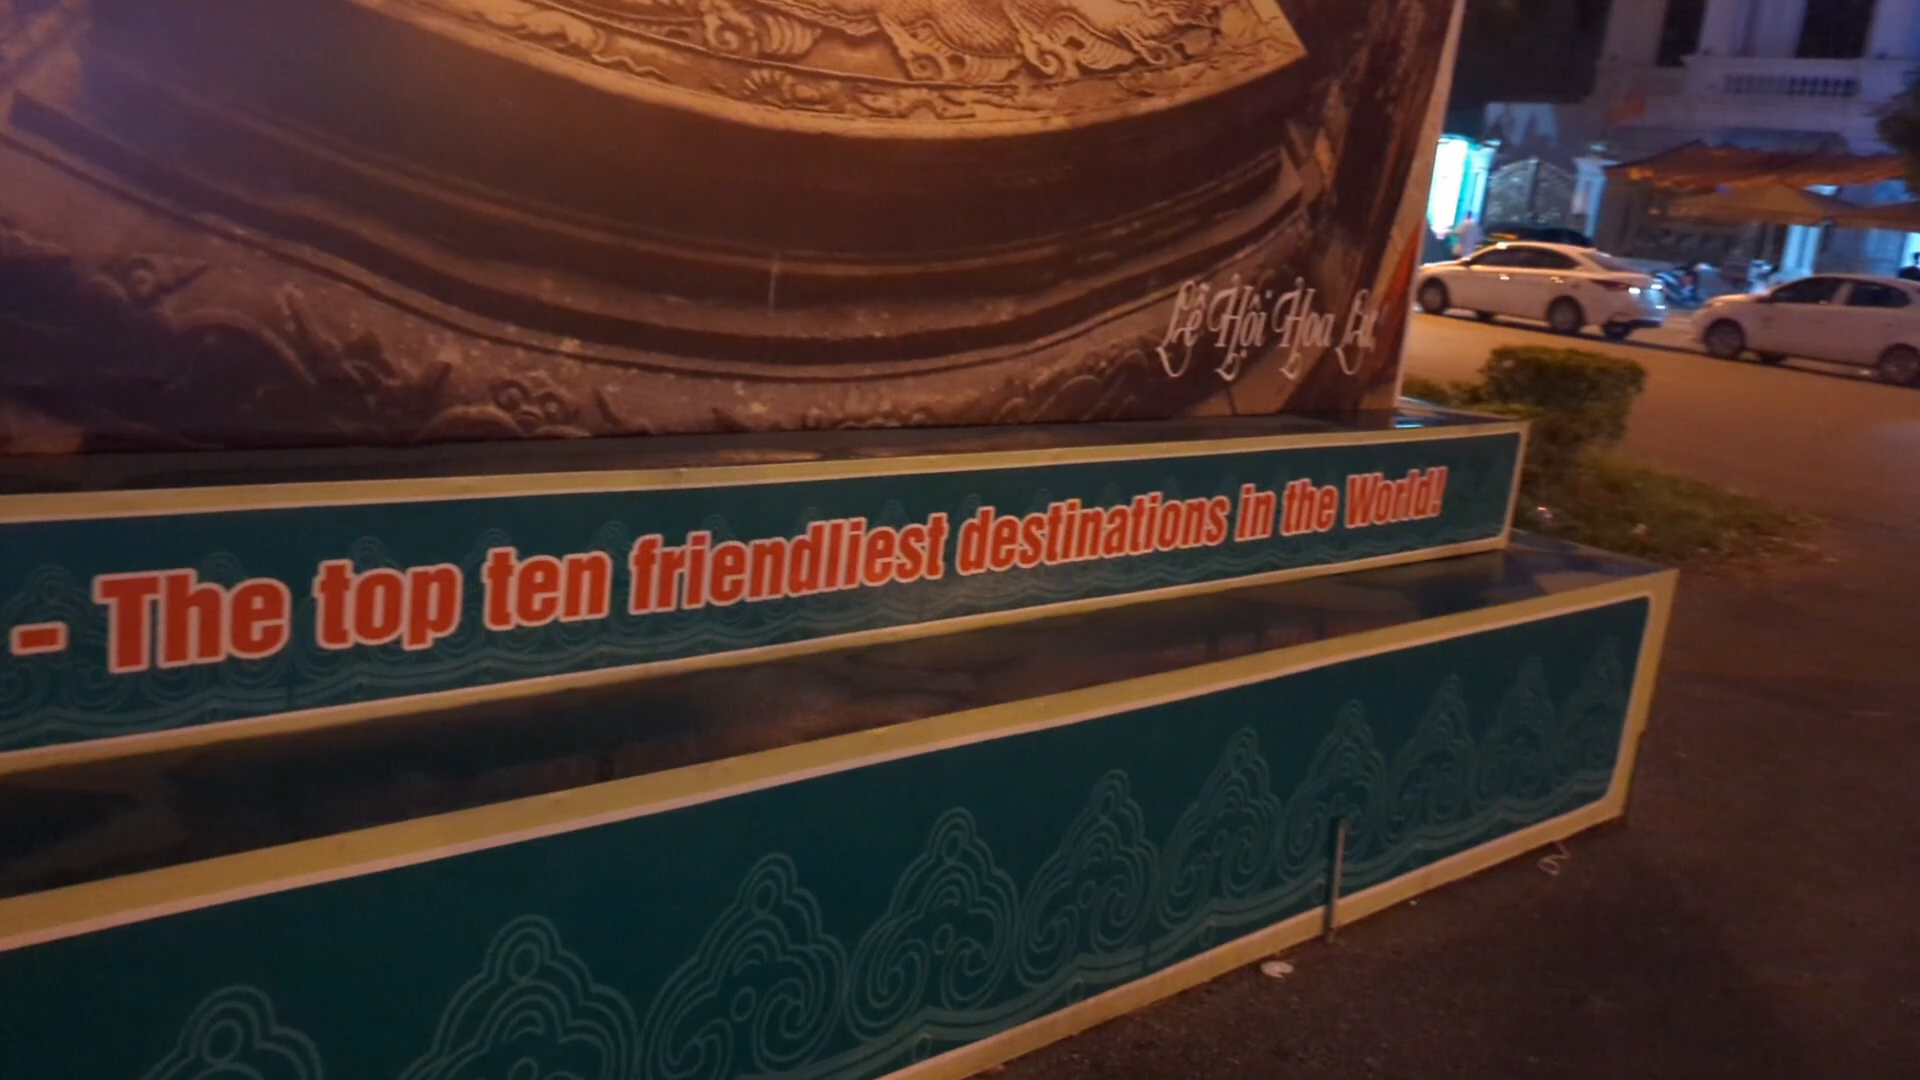 Lễ Hội Hoa Lư
- The top ten friendliest destinations in the World!